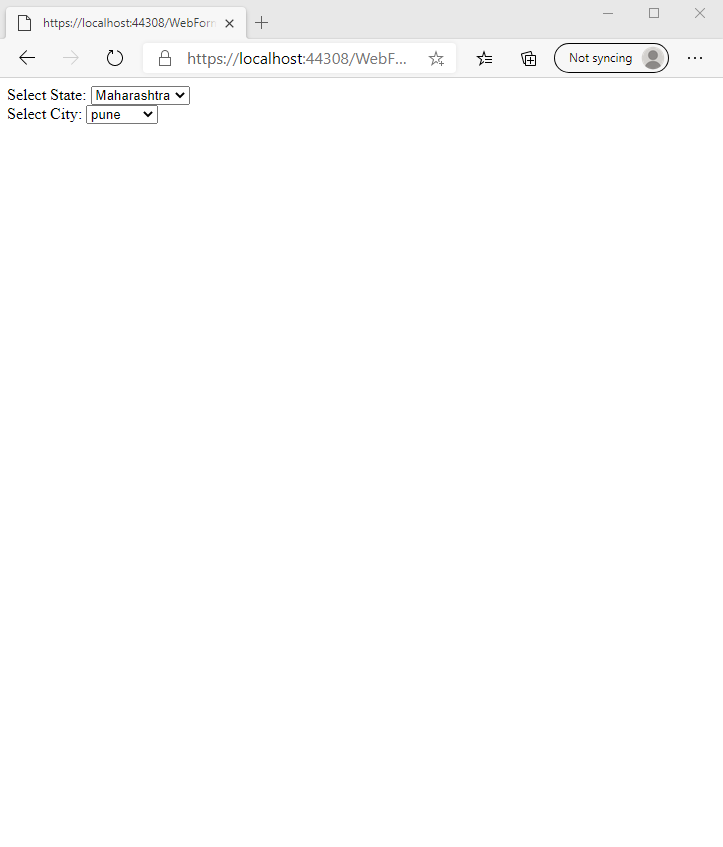 https://localhost:44308/WebForm
https://localhost:44308/WebF...
Not syncing
Select State: Maharashtra
Select City: pune